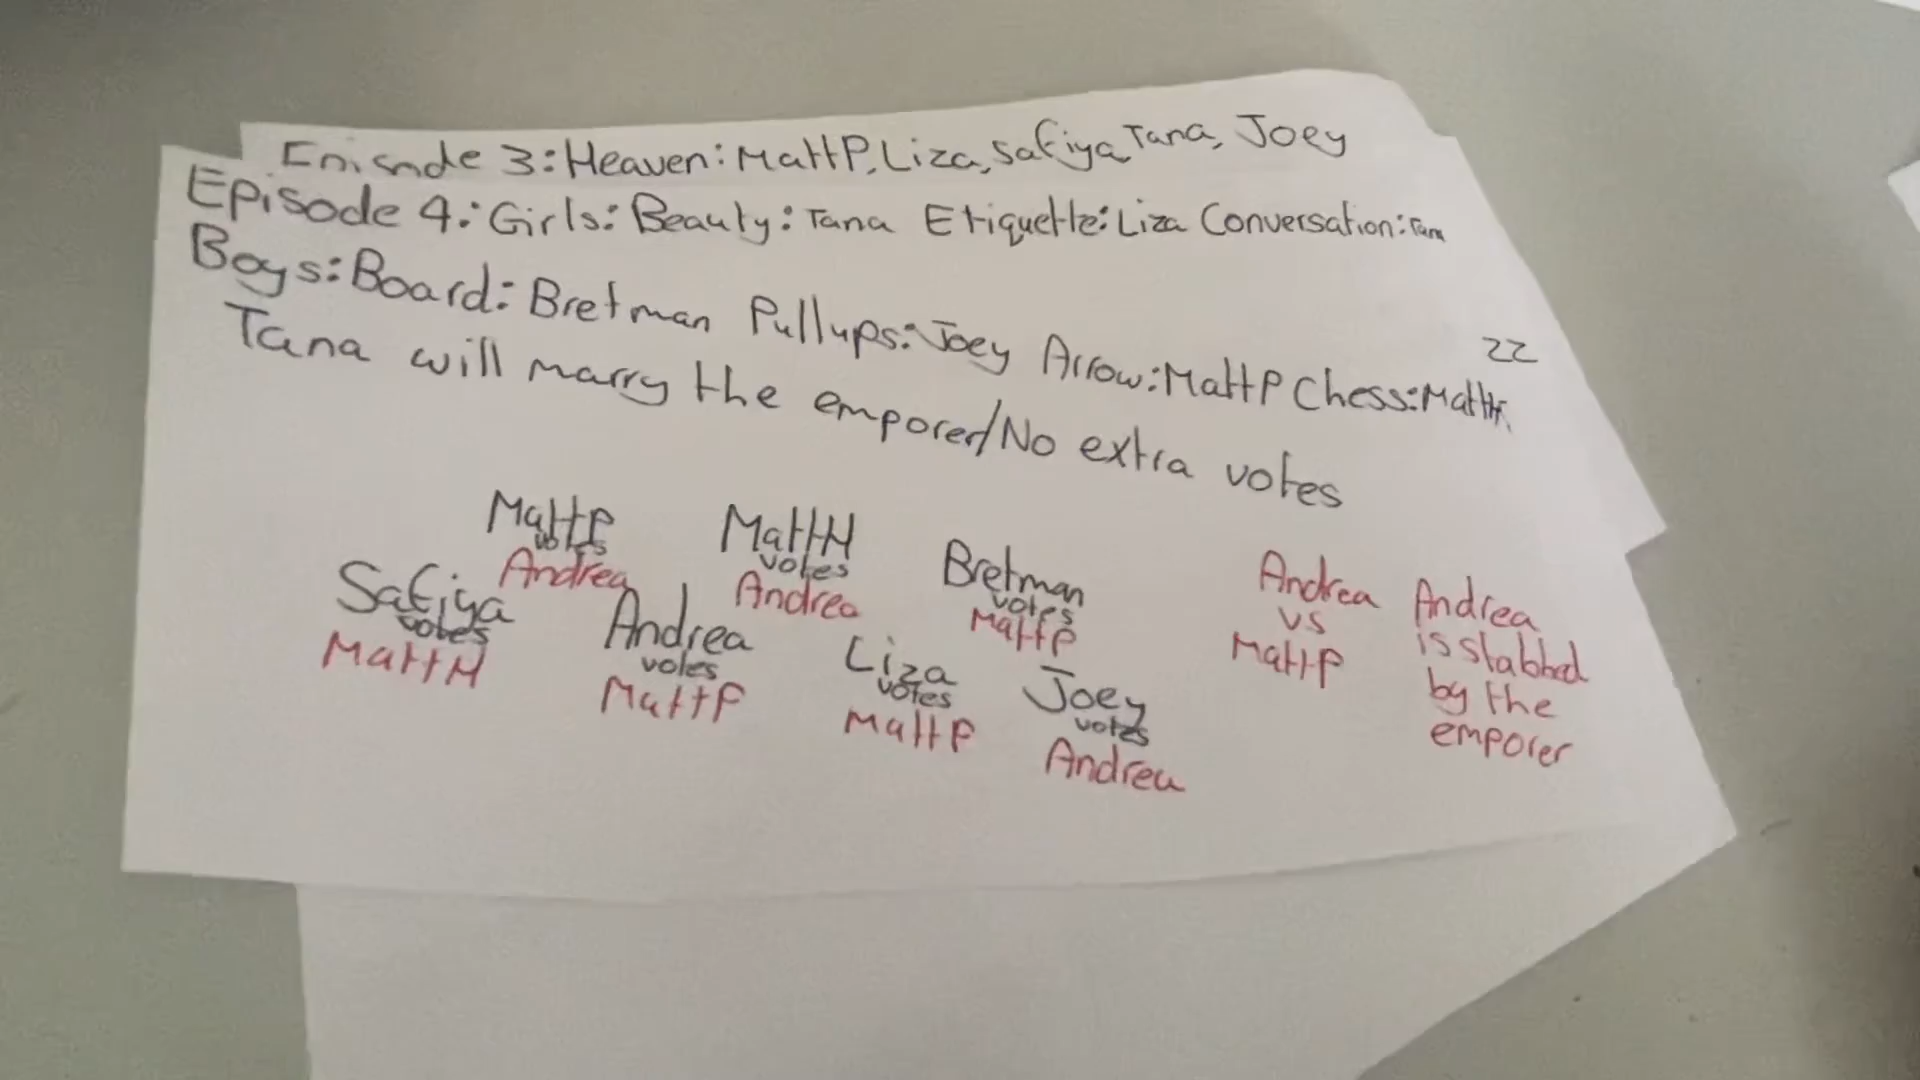 Episode 3: Heaven: MattP, Liza, Safiya, Tana, Joey
Episode 4: Girls: Beauty: Tana Etiquette: Liza Conversation: Tana
Boys: Board: Bretman Pullups: Joey Arrow: MattP Chess:
22
Tana will marry the emporer/No extra votes
MattP
votes
Andrea
MattH
votes
Andrea
Bretman
votes
MattP
Safiya
votes
MattH
Andrea
votes
MattP
Liza
votes
MattP
Joey
votes
Andrea
Andrea
vs
MattP
Andrea
is stabbed
by the
emporer